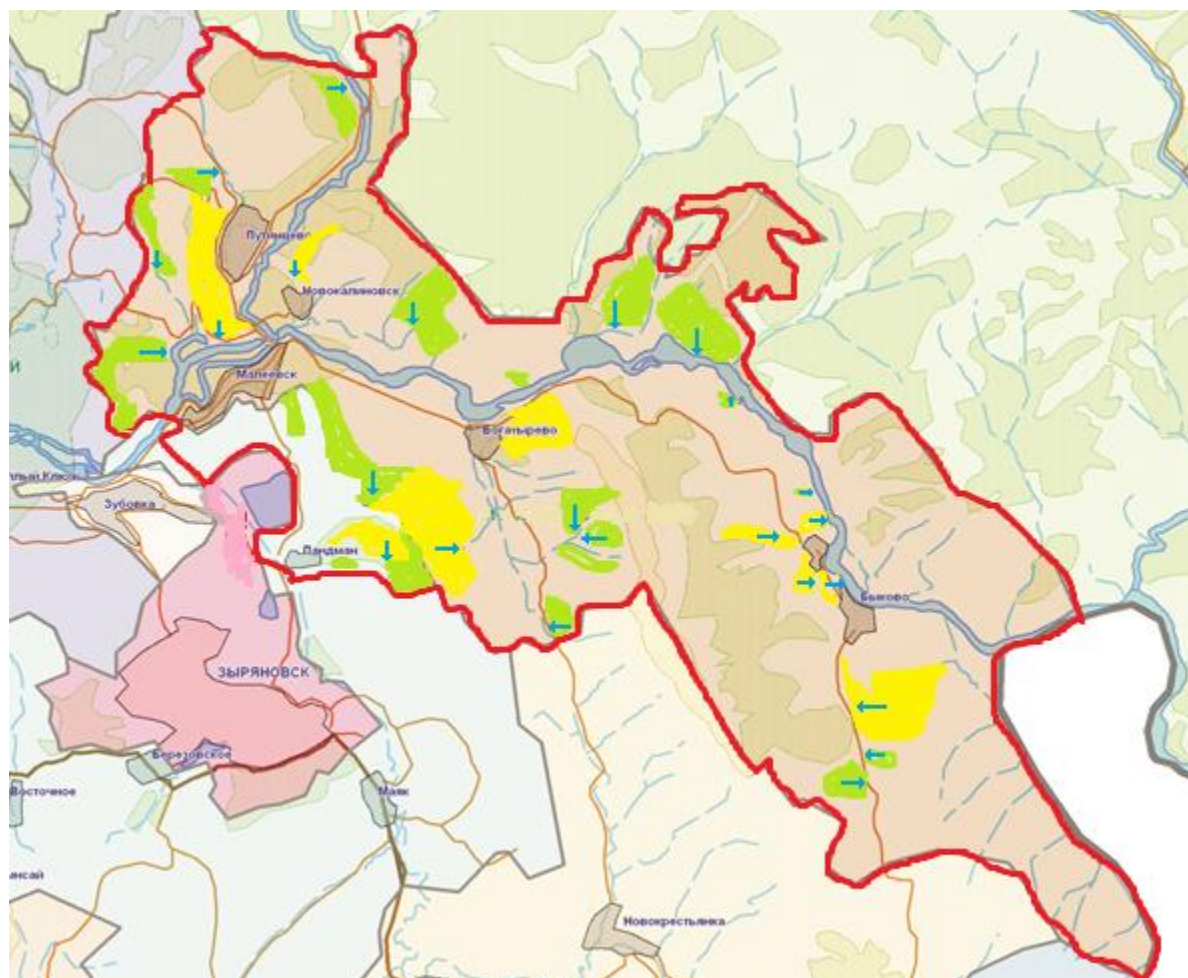 Путинцево
Новокалиновск
И
Малеевск
Богатырево
Зубовка
Ландман
Быково
ЗЫРЯНОВСК
Березовское
Восточное
Маяк
Новокрестьянка